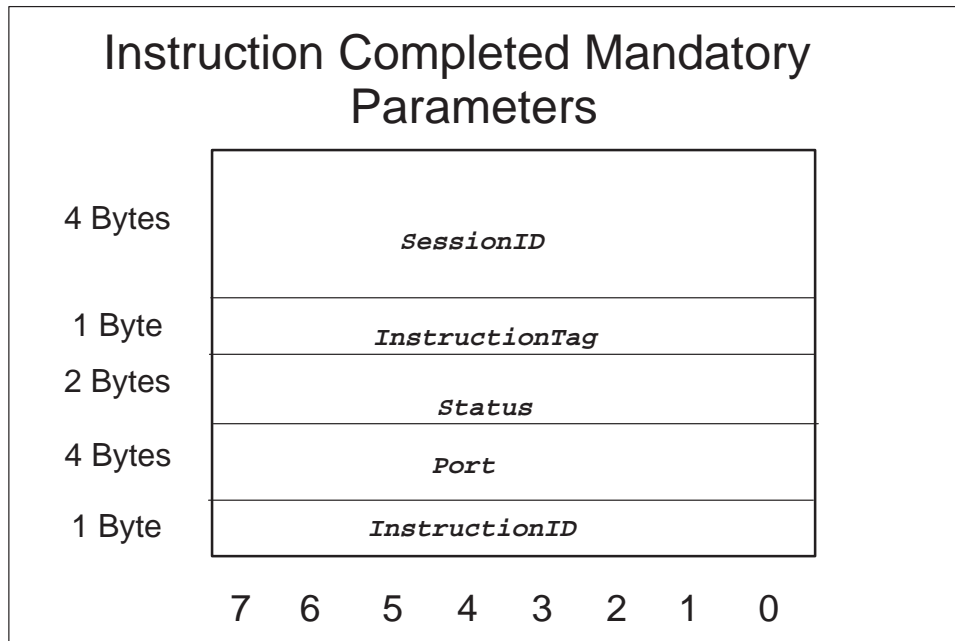 Instruction Completed Mandatory
Parameters
4 Bytes
SessionID
1 Byte
InstructionTag
2 Bytes
Status
4 Bytes
Port
1 Byte
InstructionID
7 6 5 4 3 2 1 0